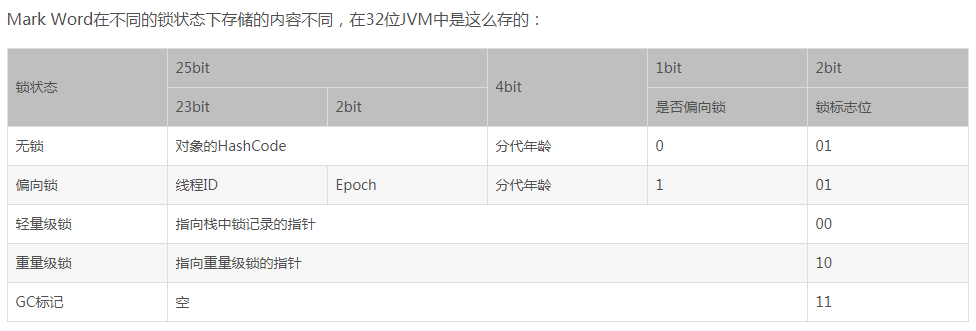 Mark Word在不同的锁状态下存储的内容不同，在32位JVM中是这么存的：
锁状态 25bit 4bit 1bit 2bit
23bit 2bit 是否偏向锁 锁标志位
无锁 对象的HashCode 分代年龄 0 01
偏向锁 线程ID Epoch 分代年龄 1 01
轻量级锁 指向栈中锁记录的指针 00
重量级锁 指向重量级锁的指针 10
GC标记 空 11